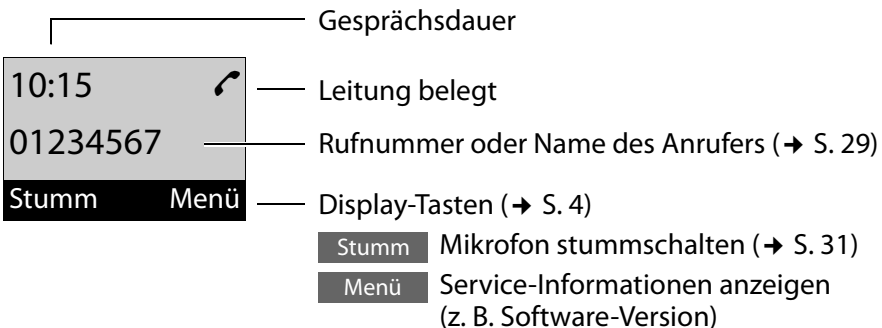 Gesprächsdauer
10:15
Leitung belegt
01234567
Rufnummer oder Name des Anrufers (➔ S. 29)
Stumm Menü
Display-Tasten (➔ S. 4)
Stumm Mikrofon stummschalten (➔ S. 31)
Menü Service-Informationen anzeigen
(z. B. Software-Version)